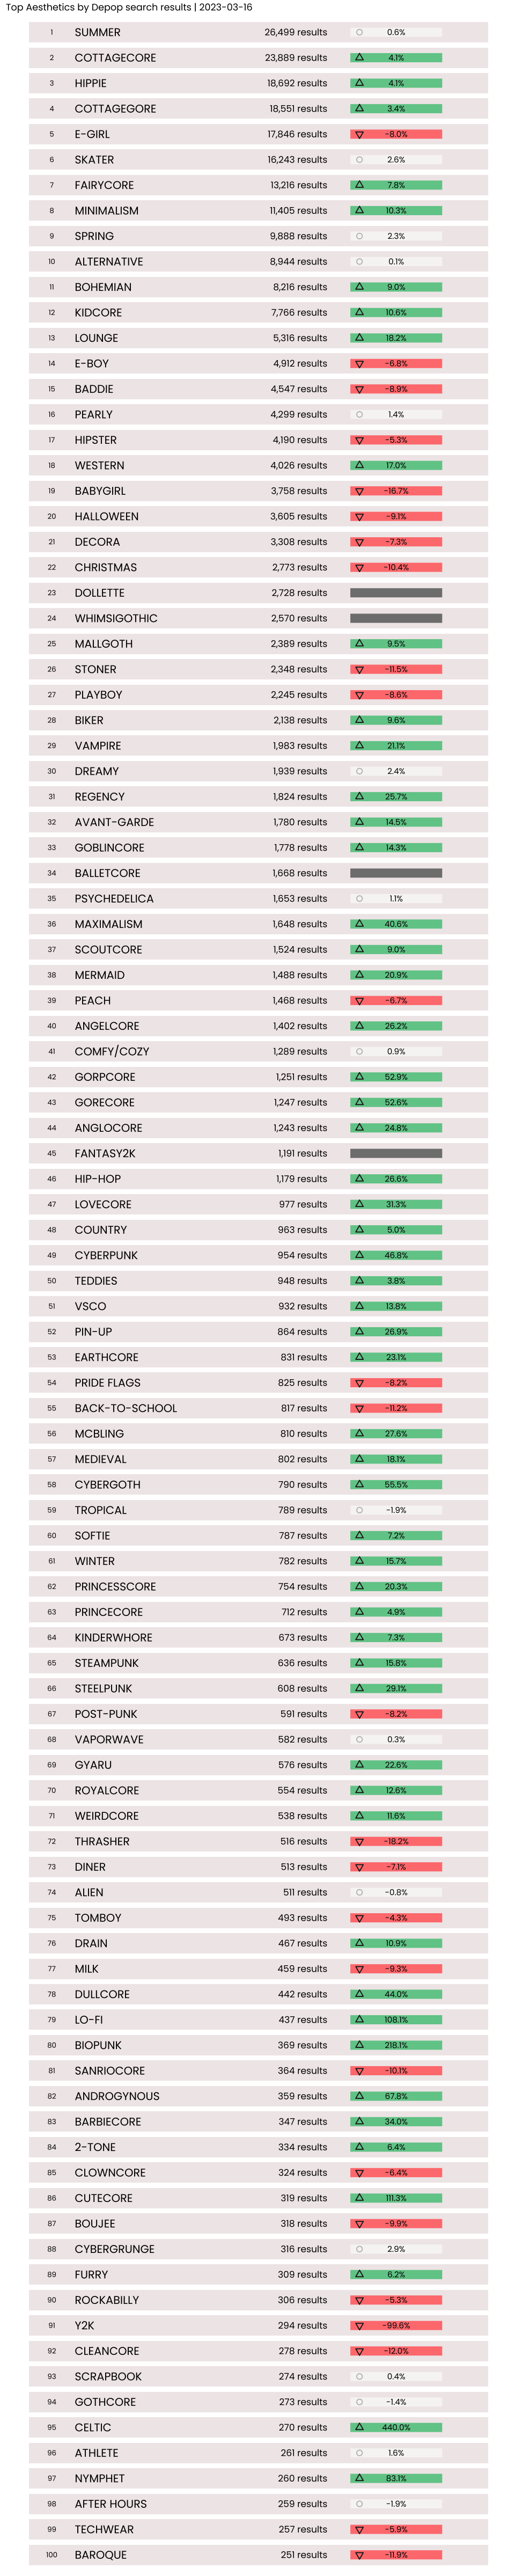 Top Aesthetics by Depop search results | 2023-03-16
1 SUMMER 26,499 results 0.6%
2 COTTAGECORE 23,889 results 4.1%
3 HIPPIE 18,692 results 4.1%
4 COTTAGEGORE 18,551 results 3.4%
5 E-GIRL 17,846 results -8.0%
6 SKATER 16,243 results 2.6%
7 FAIRYCORE 13,216 results 7.8%
8 MINIMALISM 11,405 results 10.3%
9 SPRING 9,888 results 2.3%
10 ALTERNATIVE 8,944 results 0.1%
11 BOHEMIAN 8,216 results 9.0%
12 KIDCORE 7,766 results 10.6%
13 LOUNGE 5,316 results 18.2%
14 E-BOY 4,912 results -6.8%
15 BADDIE 4,547 results -8.9%
16 PEARLY 4,299 results 1.4%
17 HIPSTER 4,190 results -5.3%
18 WESTERN 4,026 results 17.0%
19 BABYGIRL 3,758 results -16.7%
20 HALLOWEEN 3,605 results -9.1%
21 DECORA 3,308 results -7.3%
22 CHRISTMAS 2,773 results -10.4%
23 DOLLETTE 2,728 results
24 WHIMSIGOTHIC 2,570 results
25 MALLGOTH 2,389 results 9.5%
26 STONER 2,348 results -11.5%
27 PLAYBOY 2,245 results -8.6%
28 BIKER 2,138 results 9.6%
29 VAMPIRE 1,983 results 21.1%
30 DREAMY 1,939 results 2.4%
31 REGENCY 1,824 results 25.7%
32 AVANT-GARDE 1,780 results 14.5%
33 GOBLINCORE 1,778 results 14.3%
34 BALLETCORE 1,668 results
35 PSYCHEDELICA 1,653 results 1.1%
36 MAXIMALISM 1,648 results 40.6%
37 SCOUTCORE 1,524 results 9.0%
38 MERMAID 1,488 results 20.9%
39 PEACH 1,468 results -6.7%
40 ANGELCORE 1,402 results 26.2%
41 COMFY/COZY 1,289 results 0.9%
42 GORPCORE 1,251 results 52.9%
43 GORECORE 1,247 results 52.6%
44 ANGLOCORE 1,243 results 24.8%
45 FANTASY2K 1,191 results
46 HIP-HOP 1,179 results 26.6%
47 LOVECORE 977 results 31.3%
48 COUNTRY 963 results 5.0%
49 CYBERPUNK 954 results 46.8%
50 TEDDIES 948 results 3.8%
51 VSCO 932 results 13.8%
52 PIN-UP 864 results 26.9%
53 EARTHCORE 831 results 23.1%
54 PRIDE FLAGS 825 results -8.2%
55 BACK-TO-SCHOOL 817 results -11.2%
56 MCBLING 810 results 27.6%
57 MEDIEVAL 802 results 18.1%
58 CYBERGOTH 790 results 55.5%
59 TROPICAL 789 results -1.9%
60 SOFTIE 787 results 7.2%
61 WINTER 782 results 15.7%
62 PRINCESSCORE 754 results 20.3%
63 PRINCECORE 712 results 4.9%
64 KINDERWHORE 673 results 7.3%
65 STEAMPUNK 636 results 15.8%
66 STEELPUNK 608 results 29.1%
67 POST-PUNK 591 results -8.2%
68 VAPORWAVE 582 results 0.3%
69 GYARU 576 results 22.6%
70 ROYALCORE 554 results 12.6%
71 WEIRDCORE 538 results 11.6%
72 THRASHER 516 results -18.2%
73 DINER 513 results -7.1%
74 ALIEN 511 results -0.8%
75 TOMBOY 493 results -4.3%
76 DRAIN 467 results 10.9%
77 MILK 459 results -9.3%
78 DULLCORE 442 results 44.0%
79 LO-FI 437 results 108.1%
80 BIOPUNK 369 results 218.1%
81 SANRIOCORE 364 results -10.1%
82 ANDROGYNOUS 359 results 67.8%
83 BARBIECORE 347 results 34.0%
84 2-TONE 334 results 6.4%
85 CLOWNCORE 324 results -6.4%
86 CUTECORE 319 results 111.3%
87 BOUJEE 318 results -9.9%
88 CYBERGRUNGE 316 results 2.9%
89 FURRY 309 results 6.2%
90 ROCKABILLY 306 results -5.3%
91 Y2K 294 results -99.6%
92 CLEANCORE 278 results -12.0%
93 SCRAPBOOK 274 results 0.4%
94 GOTHCORE 273 results -1.4%
95 CELTIC 270 results 440.0%
96 ATHLETE 261 results 1.6%
97 NYMPHET 260 results 83.1%
98 AFTER HOURS 259 results -1.9%
99 TECHWEAR 257 results -5.9%
100 BAROQUE 251 results -11.9%